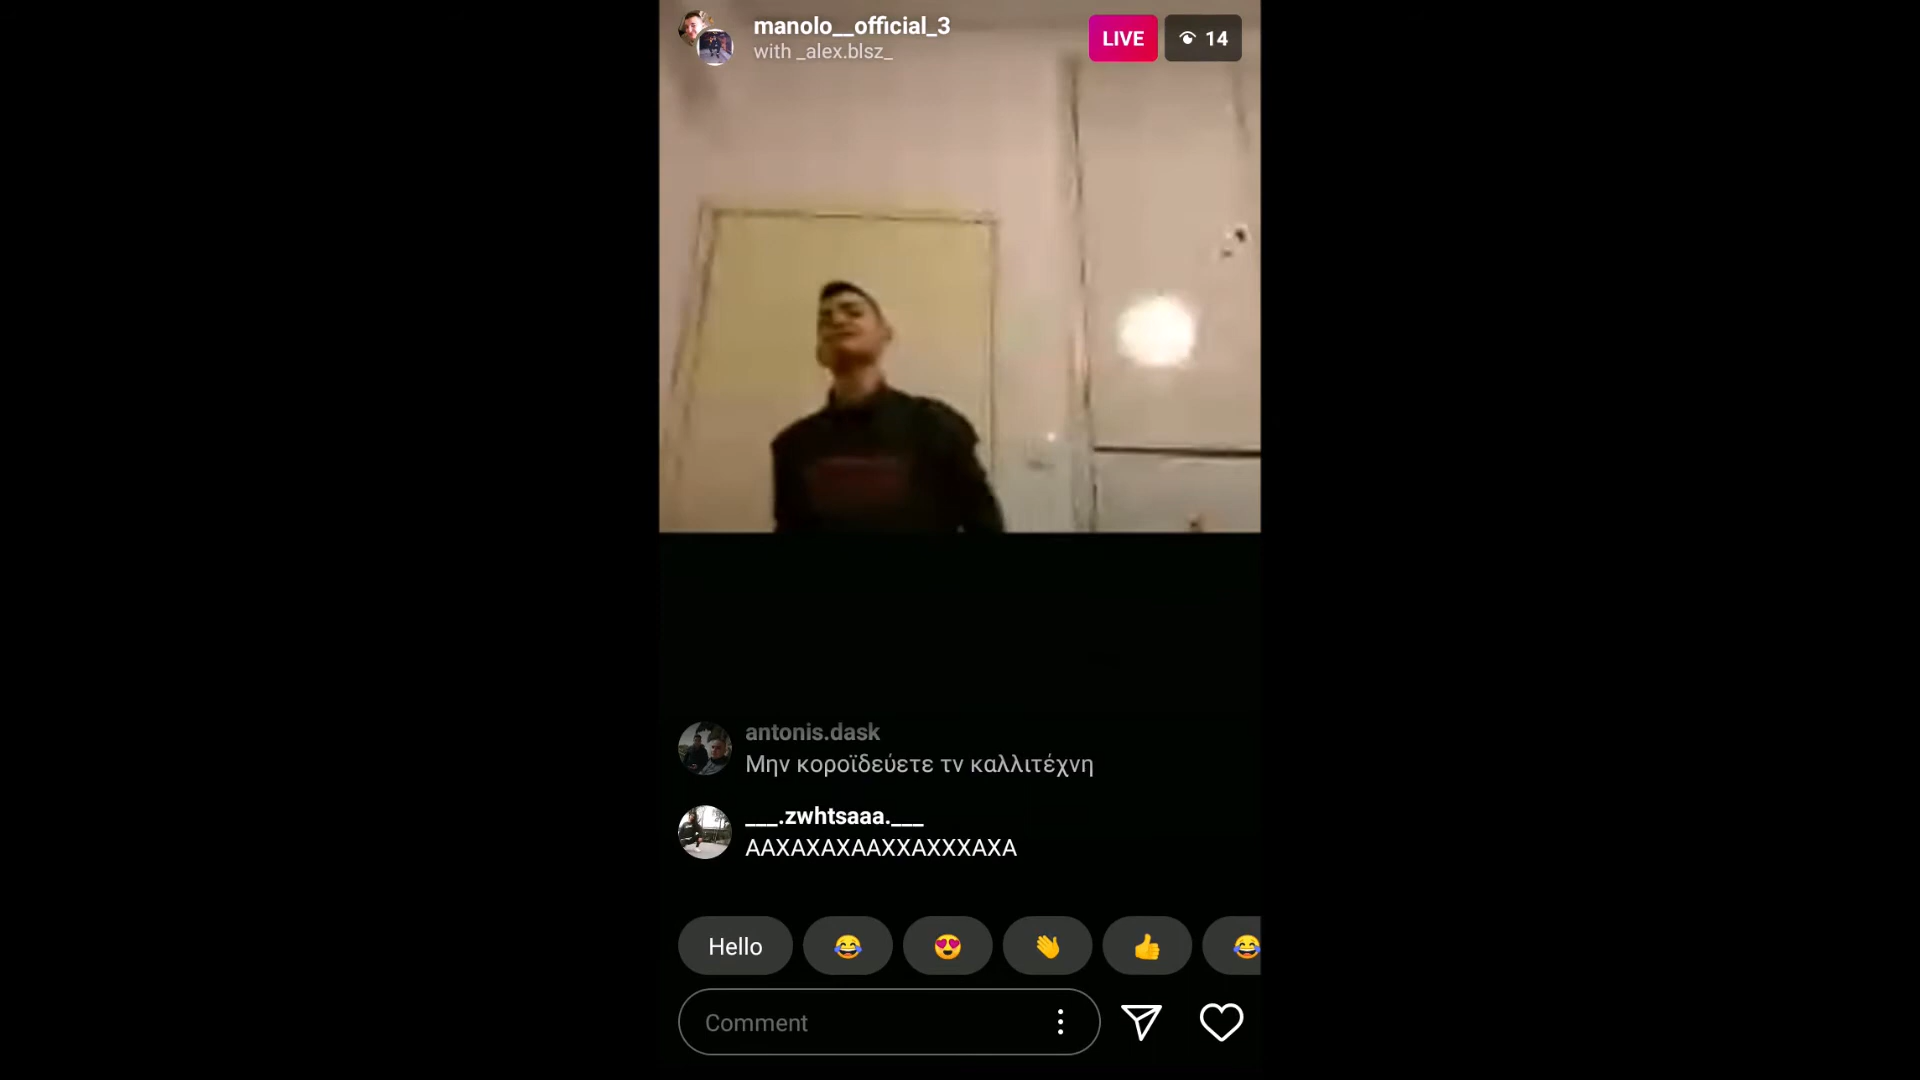 manolo__official_3
with _alex.blsz_
LIVE
14
antonis.dask
Μην κοροϊδεύετε τν καλλιτέχνη
___.zwhtsaaa.___
ΑΑΧΑΧΑΧΑΑΧΧΑΧΧΧΑΧΑ
Hello
Comment